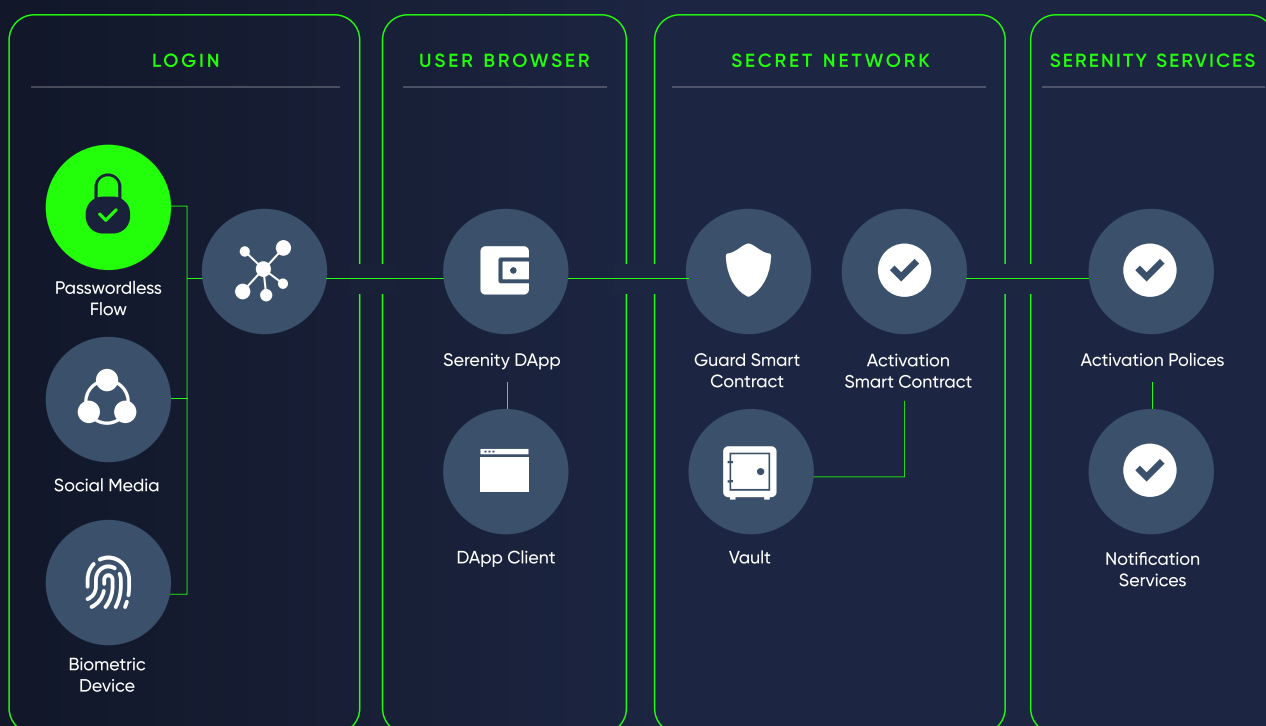 LOGIN
Passwordless
Flow
Social Media
Biometric
Device
USER BROWSER
Serenity DApp
DApp Client
SECRET NETWORK
Guard Smart
Contract
Activation
Smart Contract
Vault
SERENITY SERVICES
Activation Polices
Notification
Services